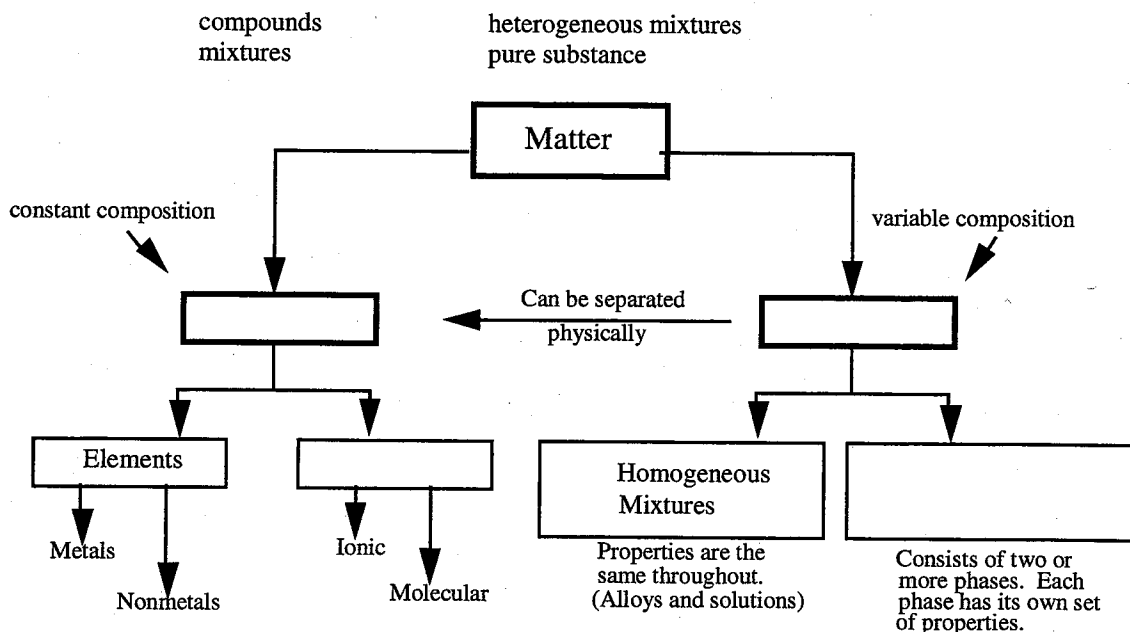 compounds
mixtures
heterogeneous mixtures
pure substance
Matter
constant composition
variable composition
Can be separated
physically
Elements
Homogeneous
Mixtures
Metals
Nonmetals
Ionic
Molecular
Properties are the
same throughout.
(Alloys and solutions)
Consists of two or
more phases. Each
phase has its own set
of properties.